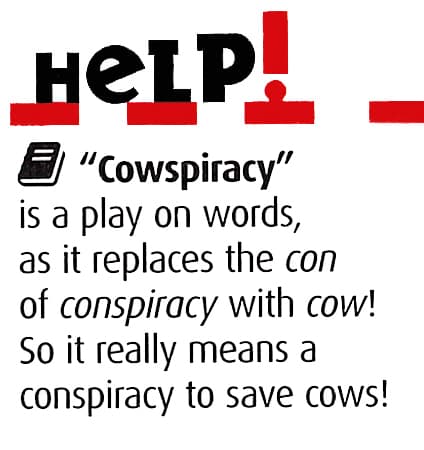 HeLP!
“Cowspiracy”
is a play on words,
as it replaces the con
of conspiracy with cow!
So it really means a
conspiracy to save cows!